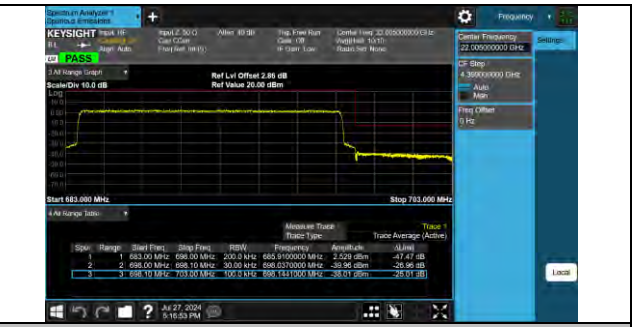 Spectrum Analyzer 1
Spurious Emissions
Frequency
KEYSIGHT Input: RF
Input Z: 50 Ω
Atten: 40 dB
Trig: Free Run
Center Freq: 22.005000000 GHz
Gate: Off
Avg|Hold: 10/10
Align: Auto
IF Gain: Low
Radio Std: None
PASS
Center Frequency
22.005000000 GHz
Settings
CF Step
4.399000000 GHz
Auto
Man
Freq Offset
0 Hz
3 All Range Graph
Scale/Div 10.0 dB
Ref Lvl Offset 2.86 dB
Ref Value 20.00 dBm
Log
Start 683.000 MHz
Stop 703.000 MHz
4 All Range Table
Measure Trace
Trace 1
Trace Type
Trace Average (Active)
Spur Range Start Freq Stop Freq RBW Frequency Amplitude ΔLimit
1 1 683.00 MHz 698.00 MHz 200.0 kHz 685.9100000 MHz 2.529 dBm -47.47 dB
2 2 698.00 MHz 698.10 MHz 30.00 kHz 698.0370000 MHz -39.96 dBm -26.96 dB
3 3 698.10 MHz 703.00 MHz 100.0 kHz 698.1441000 MHz -38.01 dBm -25.01 dB
Local
Jul 27, 2024
5:16:53 PM